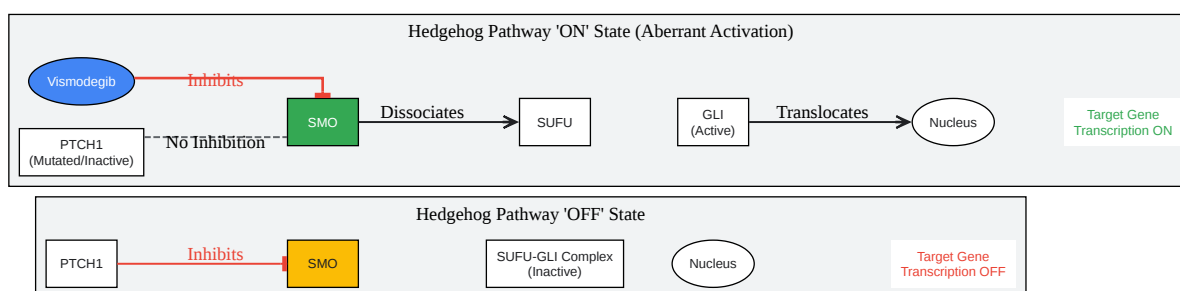 Hedgehog Pathway 'ON' State (Aberrant Activation)
Vismodegib
Inhibits
SMO
Dissociates
SUFU
GLI
(Active)
Translocates
Nucleus
Target Gene
Transcription ON
PTCH1
(Mutated/Inactive)
No Inhibition
Hedgehog Pathway 'OFF' State
PTCH1
Inhibits
SMO
SUFU-GLI Complex
(Inactive)
Nucleus
Target Gene
Transcription OFF